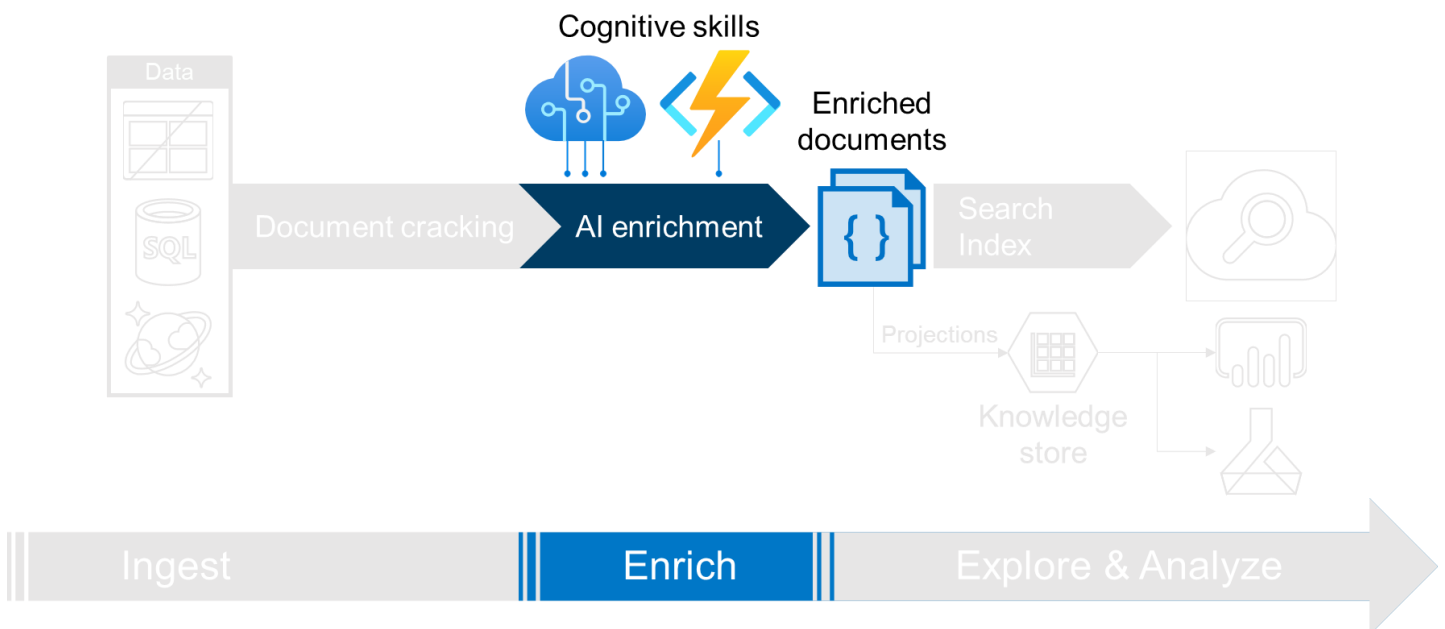 Cognitive skills
Data
Enriched
documents
SQL
Document cracking
AI enrichment
{ }
Search
Index
Projections
Knowledge
store
Ingest
Enrich
Explore & Analyze